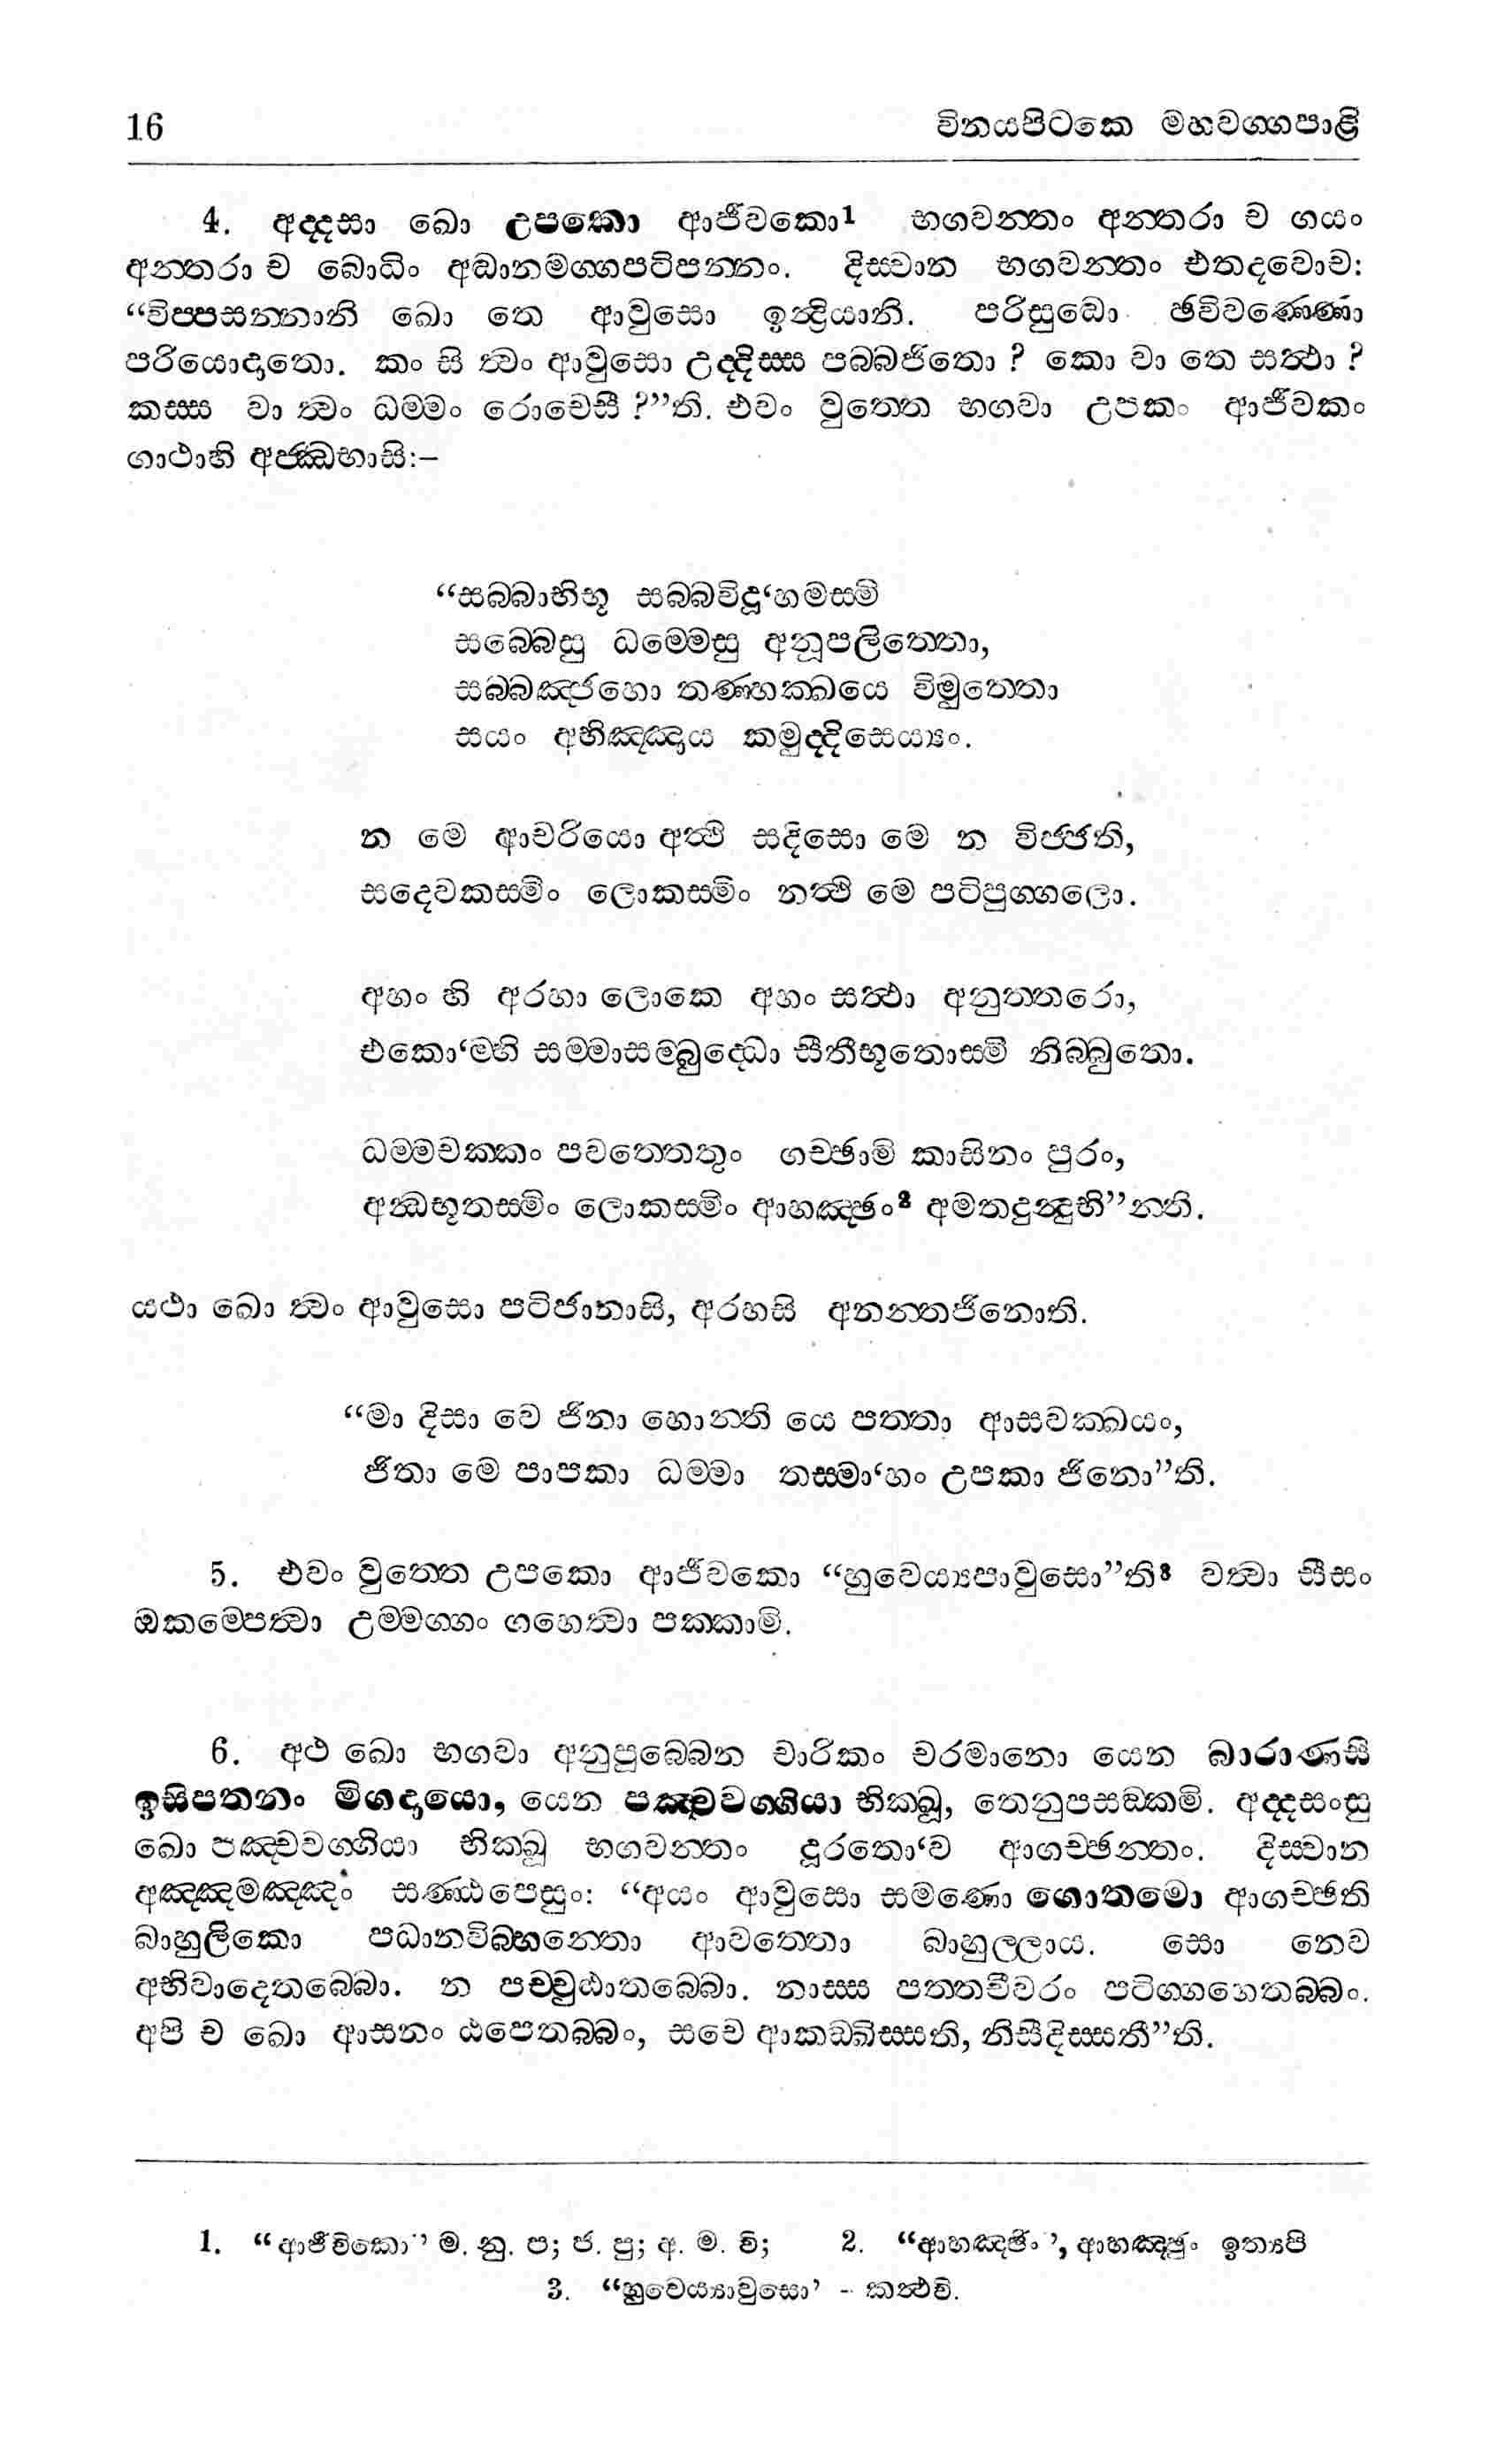 16 විනයපිටකෙ මහවග්ගපාළි
4. අද්දසා ඛො උපකො ආජීවකො¹ භගවන්තං අන්තරා ච ගයං
අන්තරා ච බොධිං අද්ධානමග්ගපටිපන්නං. දිස්වාන භගවන්තං එතදවොච:
“විප්පසන්නානි ඛො තෙ ආවුසො ඉන්ද්‍රියානි. පරිසුද්ධො ඡවිවණ්ණො
පරියොදාතො. කං සි ත්වං ආවුසො උද්දිස්ස පබ්බජිතො ? කො වා තෙ සත්ථා ?
කස්ස වා ත්වං ධම්මං රොචෙසී ?”ති. එවං වුත්තෙ භගවා උපකං ආජීවකං
ගාථාහි අජ්ඣභාසි:–
“සබ්බාභිභූ සබ්බවිදූ‘හමස්මි
සබ්බෙසු ධම්මෙසු අනූපලිත්තො,
සබ්බඤ්ජහො තණ්හක්ඛයෙ විමුත්තො
සයං අභිඤ්ඤාය කමුද්දිසෙය්‍යං.
න මෙ ආචරියො අත්ථි සදිසො මෙ න විජ්ජති,
සදෙවකස්මිං ලොකස්මිං නත්ථි මෙ පටිපුග්ගලො.
අහං හි අරහා ලොකෙ අහං සත්ථා අනුත්තරො,
එකො‘ම්හි සම්මාසම්බුද්ධො සීතීභූතොස්මි නිබ්බුතො.
ධම්මචක්කං පවත්තෙතුං ගච්ඡාමි කාසිනං පුරං,
අන්ධභූතස්මිං ලොකස්මිං ආහඤ්ඡං² අමතදුන්දුභි”න්ති.
යථා ඛො ත්වං ආවුසො පටිජානාසි, අරහසි අනන්තජිනොති.
“මා දිසා වෙ ජිනා හොන්ති යෙ පත්තා ආසවක්ඛයං,
ජිතා මෙ පාපකා ධම්මා තස්මා‘හං උපකා ජිනො”ති.
5. එවං වුත්තෙ උපකො ආජීවකො “හුවෙය්‍යපාවුසො”ති³ වත්වා සීසං
ඔකම්පෙත්වා උම්මග්ගං ගහෙත්වා පක්කාමි.
6. අථ ඛො භගවා අනුපුබ්බෙන චාරිකං චරමානො යෙන බාරාණසී
ඉසිපතනං මිගදායො, යෙන පඤ්චවග්ගියා භික්ඛූ, තෙනුපසඞ්කමි. අද්දසංසු
ඛො පඤ්චවග්ගියා භික්ඛූ භගවන්තං දූරතො‘ව ආගච්ඡන්තං. දිස්වාන
අඤ්ඤමඤ්ඤං සණ්ඨපෙසුං: “අයං ආවුසො සමණො ගොතමො ආගච්ඡති
බාහුලිකො පධානවිබ්භන්තො ආවත්තො බාහුල්ලාය. සො නෙව
අභිවාදෙතබ්බො. න පච්චුට්ඨාතබ්බො. නාස්ස පත්තචීවරං පටිග්ගහෙතබ්බං.
අපි ච ඛො ආසනං ඨපෙතබ්බං, සචෙ ආකඞ්ඛිස්සති, නිසීදිස්සතී”ති.
1. “ආජීවිකො’’ ම. නු. ප; ජ. පු; අ. ම. වි; 2. “ආහඤ්ඡිං’, ආහඤ්ඡුං ඉත්‍යපි
3. “හුවෙය්‍යාවුසො’ - කත්ථචි.